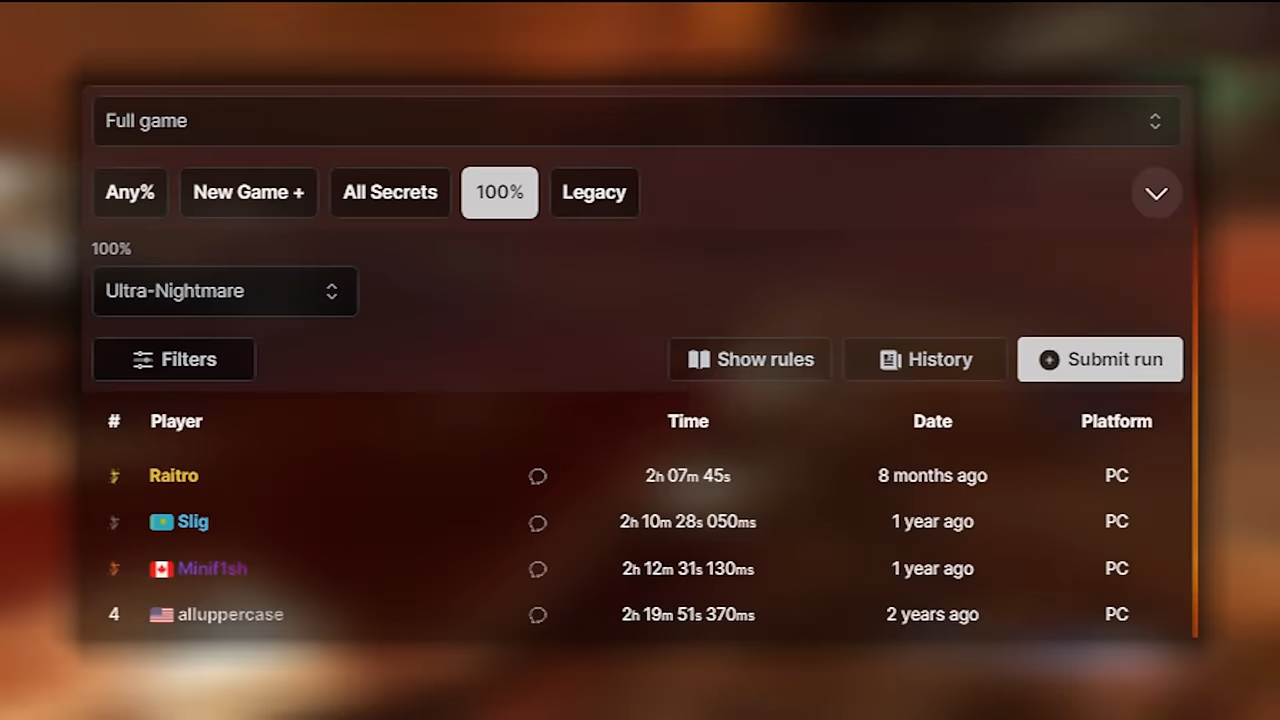 Full game
Any% New Game + All Secrets 100% Legacy
100%
Ultra-Nightmare
Filters Show rules History Submit run
# Player Time Date Platform
Raitro 2h 07m 45s 8 months ago PC
Slig 2h 10m 28s 050ms 1 year ago PC
Minif1sh 2h 12m 31s 130ms 1 year ago PC
4 alluppercase 2h 19m 51s 370ms 2 years ago PC